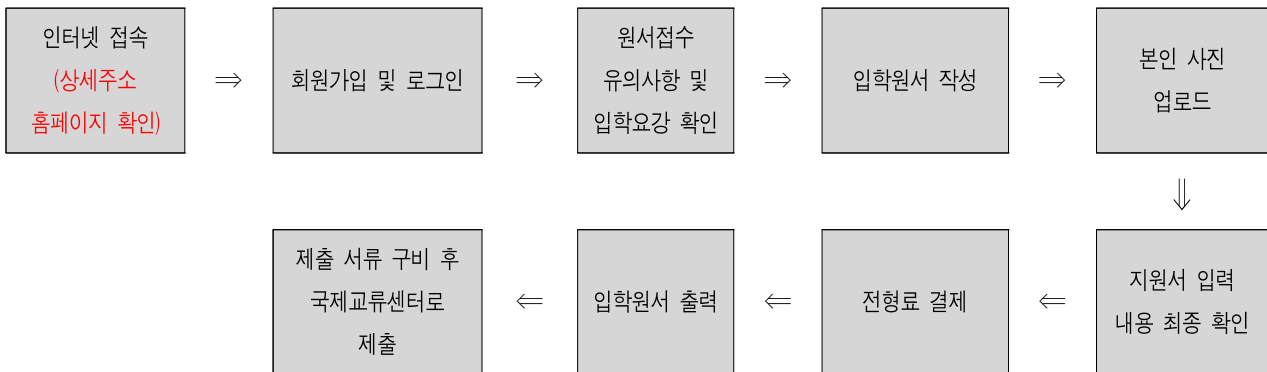 인터넷 접속
(상세주소
홈페이지 확인)
⇒
회원가입 및 로그인
⇒
원서접수
유의사항 및
입학요강 확인
⇒
입학원서 작성
⇒
본인 사진
업로드
⇓
지원서 입력
내용 최종 확인
⇐
전형료 결제
⇐
입학원서 출력
⇐
제출 서류 구비 후
국제교류센터로
제출